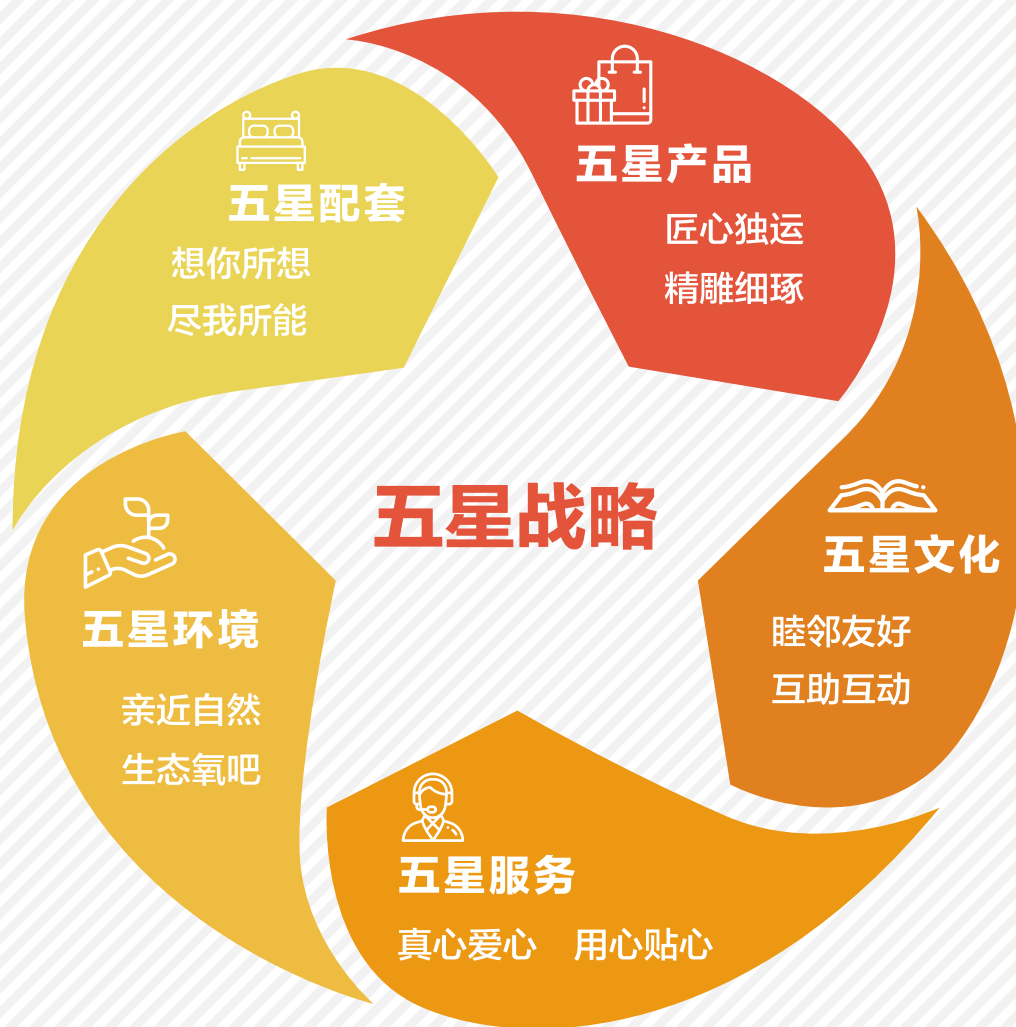 五星产品
匠心独运
精雕细琢
五星配套
想你所想
尽我所能
五星战略
五星文化
睦邻友好
互助互动
五星环境
亲近自然
生态氧吧
五星服务
真心爱心 用心贴心